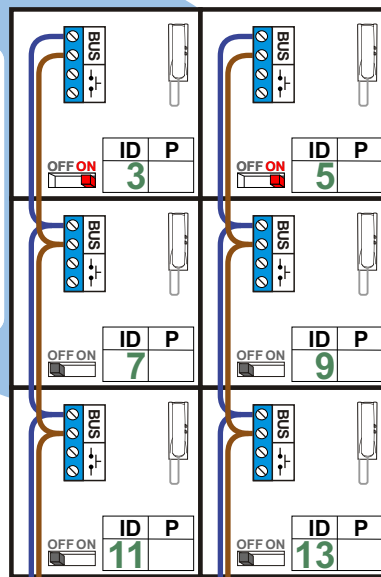 BUS
BUS
ID P
ID P
OFF ON
3
OFF ON
5
BUS
BUS
ID P
ID P
OFF ON
7
OFF ON
9
BUS
BUS
ID P
ID P
OFF ON
11
OFF ON
13